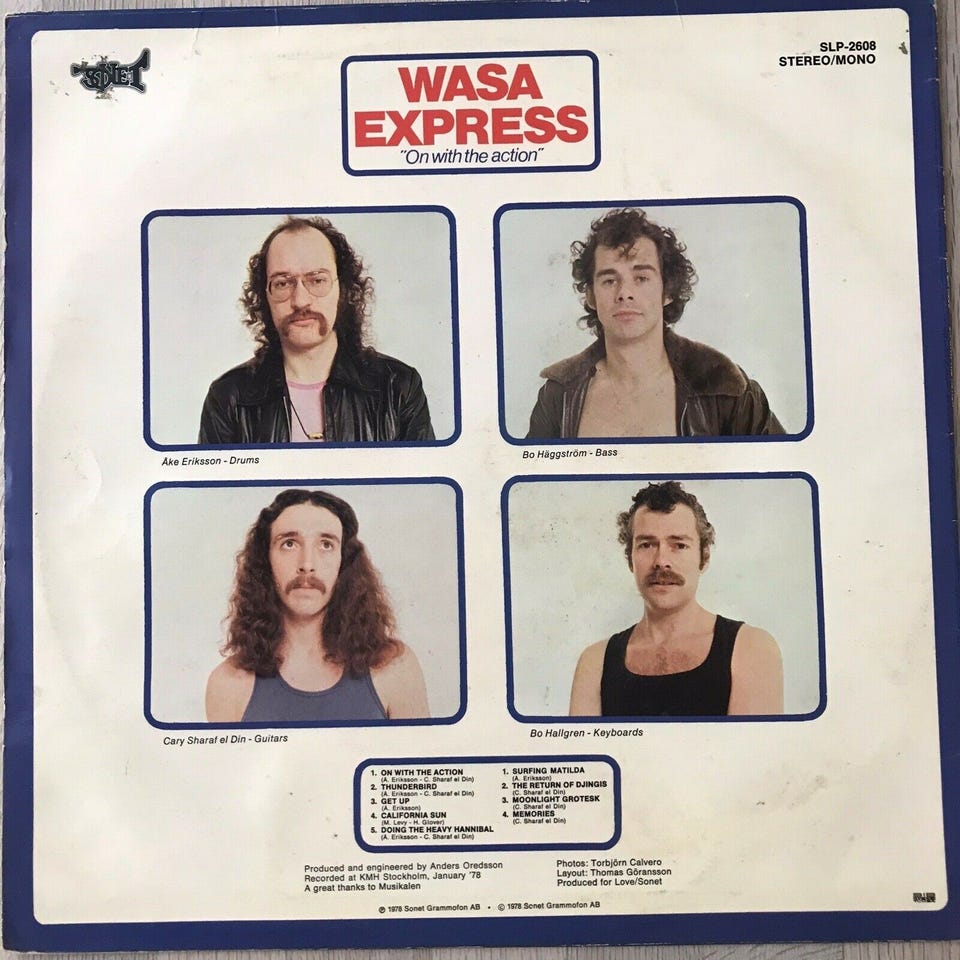 SONET
SLP-2608
STEREO/MONO
WASA
EXPRESS
"On with the action"
Åke Eriksson - Drums
Bo Häggström - Bass
Cary Sharaf el Din - Guitars
Bo Hallgren - Keyboards
1. ON WITH THE ACTION
(A. Eriksson - C. Sharaf el Din)
2. THUNDERBIRD
(A. Eriksson - C. Sharaf el Din)
3. GET UP
(A. Eriksson)
4. CALIFORNIA SUN
(M. Levy - H. Glover)
5. DOING THE HEAVY HANNIBAL
(A. Eriksson - C. Sharaf el Din)
1. SURFING MATILDA
(A. Eriksson)
2. THE RETURN OF DJINGIS
(C. Sharaf el Din)
3. MOONLIGHT GROTESK
(C. Sharaf el Din)
4. MEMORIES
(C. Sharaf el Din)
Produced and engineered by Anders Oredsson
Recorded at KMH Stockholm, January '78
A great thanks to Musikalen
Photos: Torbjörn Calvero
Layout: Thomas Göransson
Produced for Love/Sonet
℗ 1978 Sonet Grammofon AB • © 1978 Sonet Grammofon AB